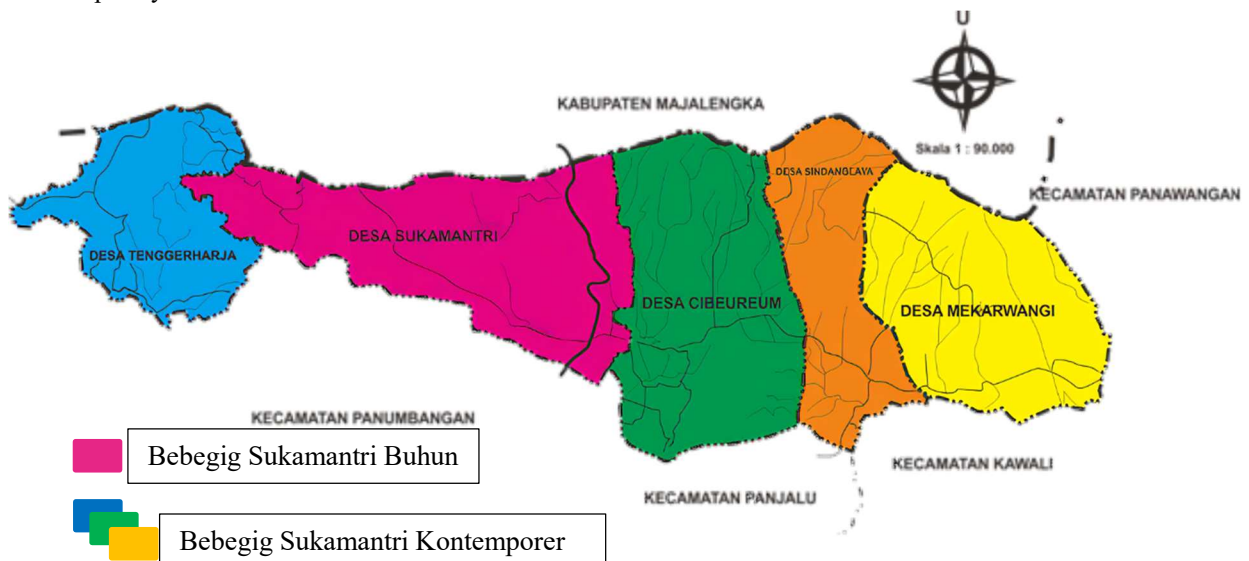 U
KABUPATEN MAJALENGKA
Skala 1 : 90.000
DESA SINDANGLAYA
KECAMATAN PANAWANGAN
DESA SUKAMANTRI
DESA TENGGERHARJA
DESA CIBEUREUM
DESA MEKARWANGI
KECAMATAN PANUMBANGAN
Bebegig Sukamantri Buhun
KECAMATAN KAWALI
KECAMATAN PANJALU
Bebegig Sukamantri Kontemporer